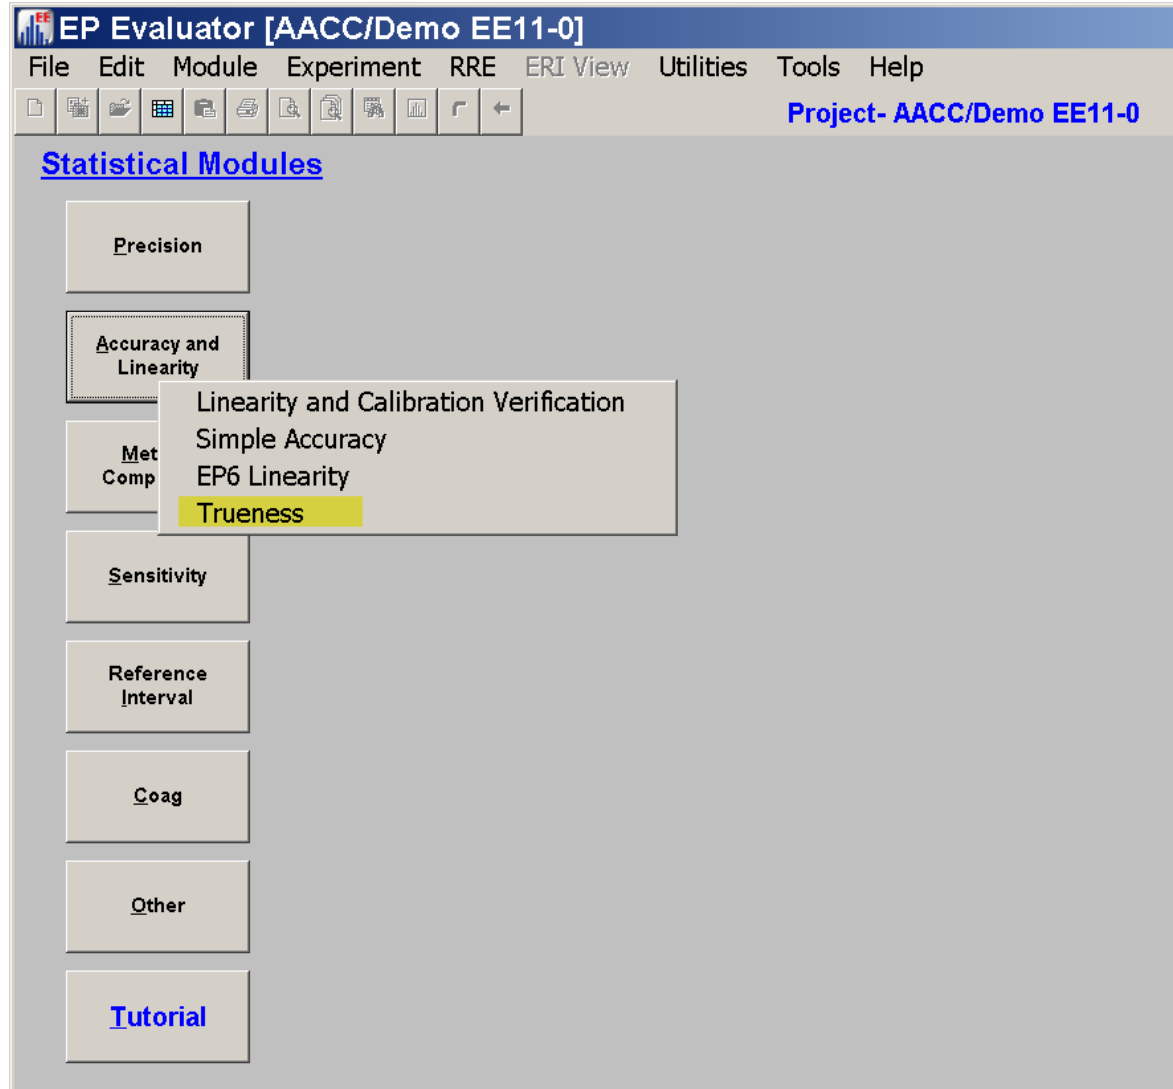 EE
EP Evaluator [AACC/Demo EE11-0]
File Edit Module Experiment RRE ERI View Utilities Tools Help
Project- AACC/Demo EE11-0
Statistical Modules
Precision
Accuracy and
Linearity
Linearity and Calibration Verification
Simple Accuracy
EP6 Linearity
Trueness
Met
Comp
Sensitivity
Reference
Interval
Coag
Other
Tutorial